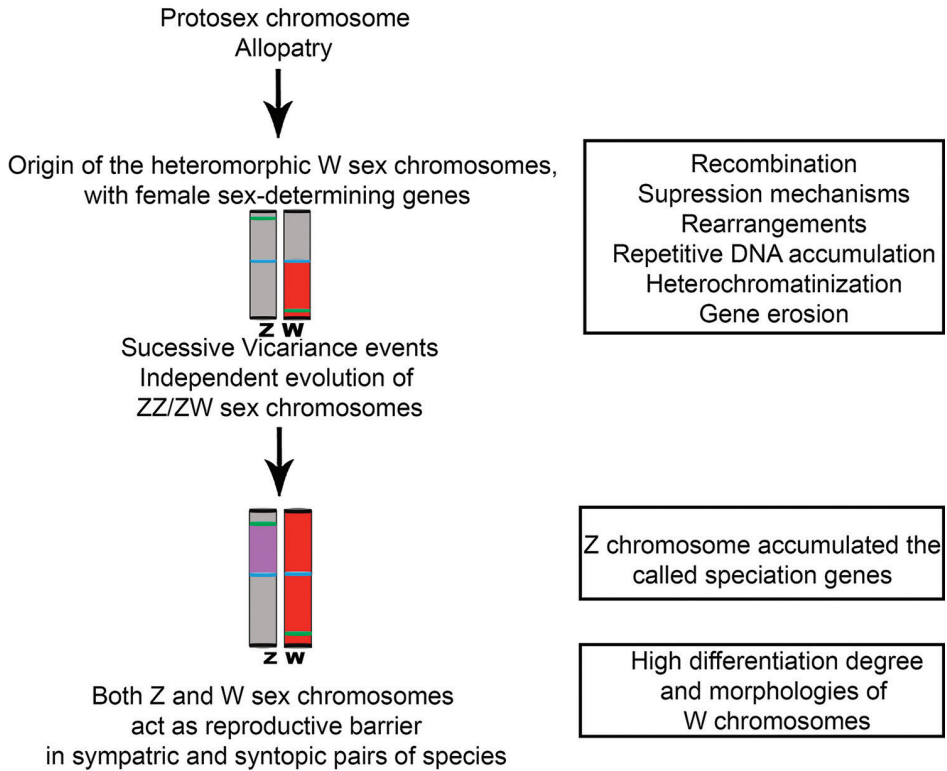 Protosex chromosome
Allopatry
Origin of the heteromorphic W sex chromosomes,
with female sex-determining genes
Z W
Recombination
Supression mechanisms
Rearrangements
Repetitive DNA accumulation
Heterochromatinization
Gene erosion
Sucessive Vicariance events
Independent evolution of
ZZ/ZW sex chromosomes
Z W
Z chromosome accumulated the
called speciation genes
Both Z and W sex chromosomes
act as reproductive barrier
in sympatric and syntopic pairs of species
High differentiation degree
and morphologies of
W chromosomes